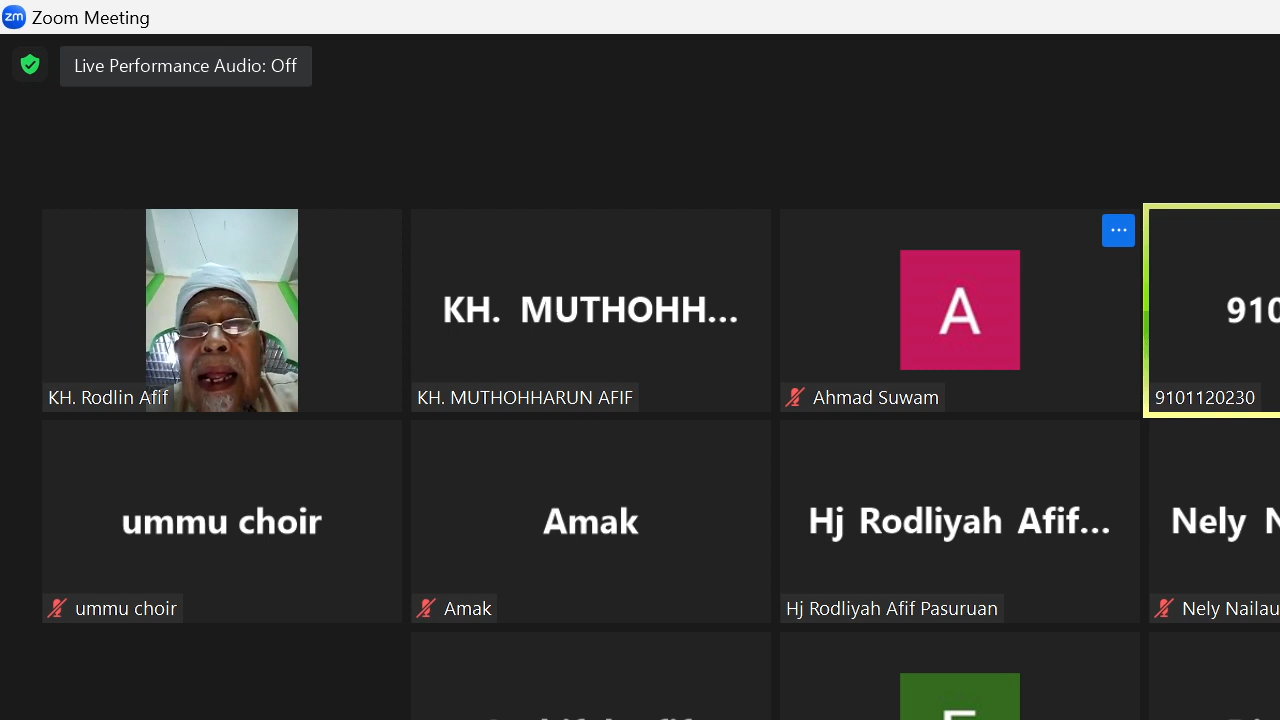 zm Zoom Meeting
Live Performance Audio: Off
KH. MUTHOHH...
A
910
KH. Rodlin Afif
KH. MUTHOHHARUN AFIF
Ahmad Suwam
9101120230
ummu choir
Amak
Hj Rodliyah Afif...
Nely
ummu choir
Amak
Hj Rodliyah Afif Pasuruan
Nely Nailau